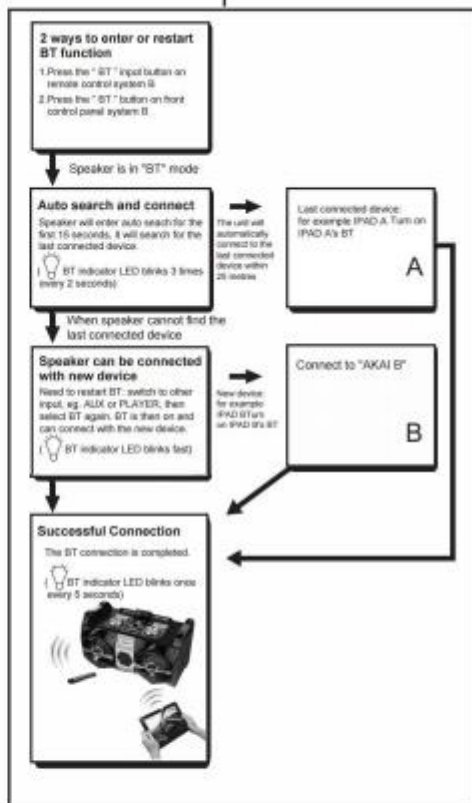 2 ways to enter or restart
BT function
1.Press the " BT " input button on
remote control system B
2.Press the " BT " button on front
control panel system B
Speaker is in "BT" mode
Auto search and connect
Speaker will enter auto seach for the
first 15 seconds, it will search for the
last connected device.
( BT indicator LED blinks 3 times
every 2 seconds)
The unit will
automatically
connect to the
last connected
device within
25 metres
Last connected device:
for example IPAD A Turn on
IPAD A's BT
A
When speaker cannot find the
last connected device
Speaker can be connected
with new device
Need to restart BT: switch to other
input, eg. AUX or PLAYER, then
select BT again. BT is then on and
can connect with the new device.
( BT indicator LED blinks fast)
New device:
for example
IPAD BTurn
on IPAD B's BT
Connect to "AKAI B"
B
Successful Connection
The BT connection is completed.
( BT indicator LED blinks once
every 5 seconds)